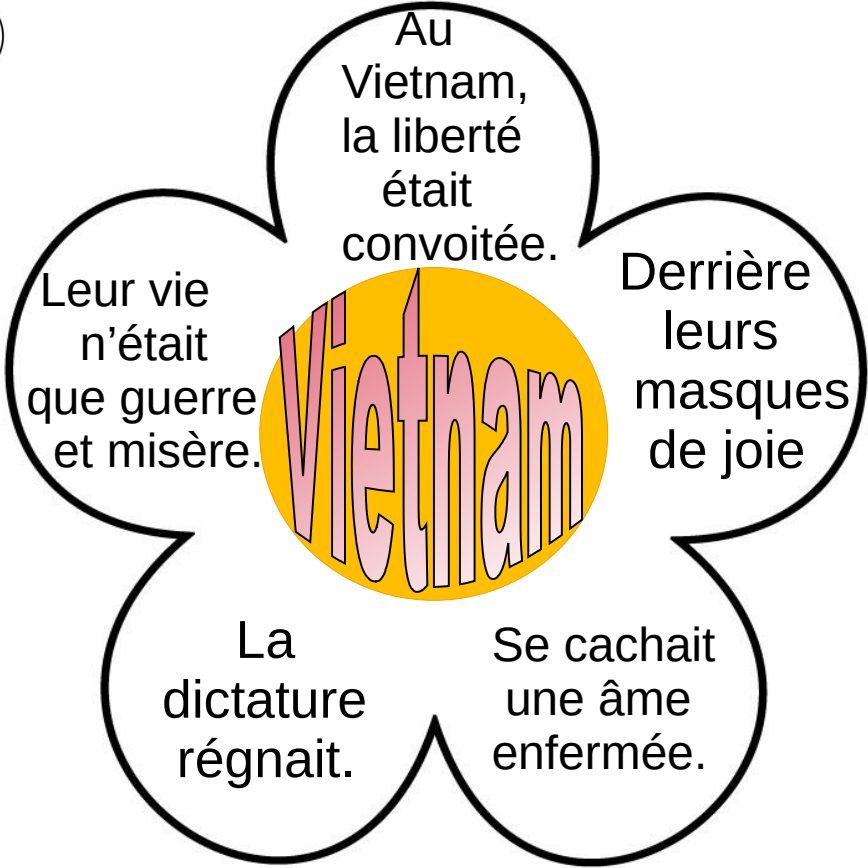 Au
Vietnam,
la liberté
était
convoitée.
Derrière
leurs
masques
de joie
Se cachait
une âme
enfermée.
La
dictature
régnait.
Leur vie
n’était
que guerre
et misère.
Vietnam